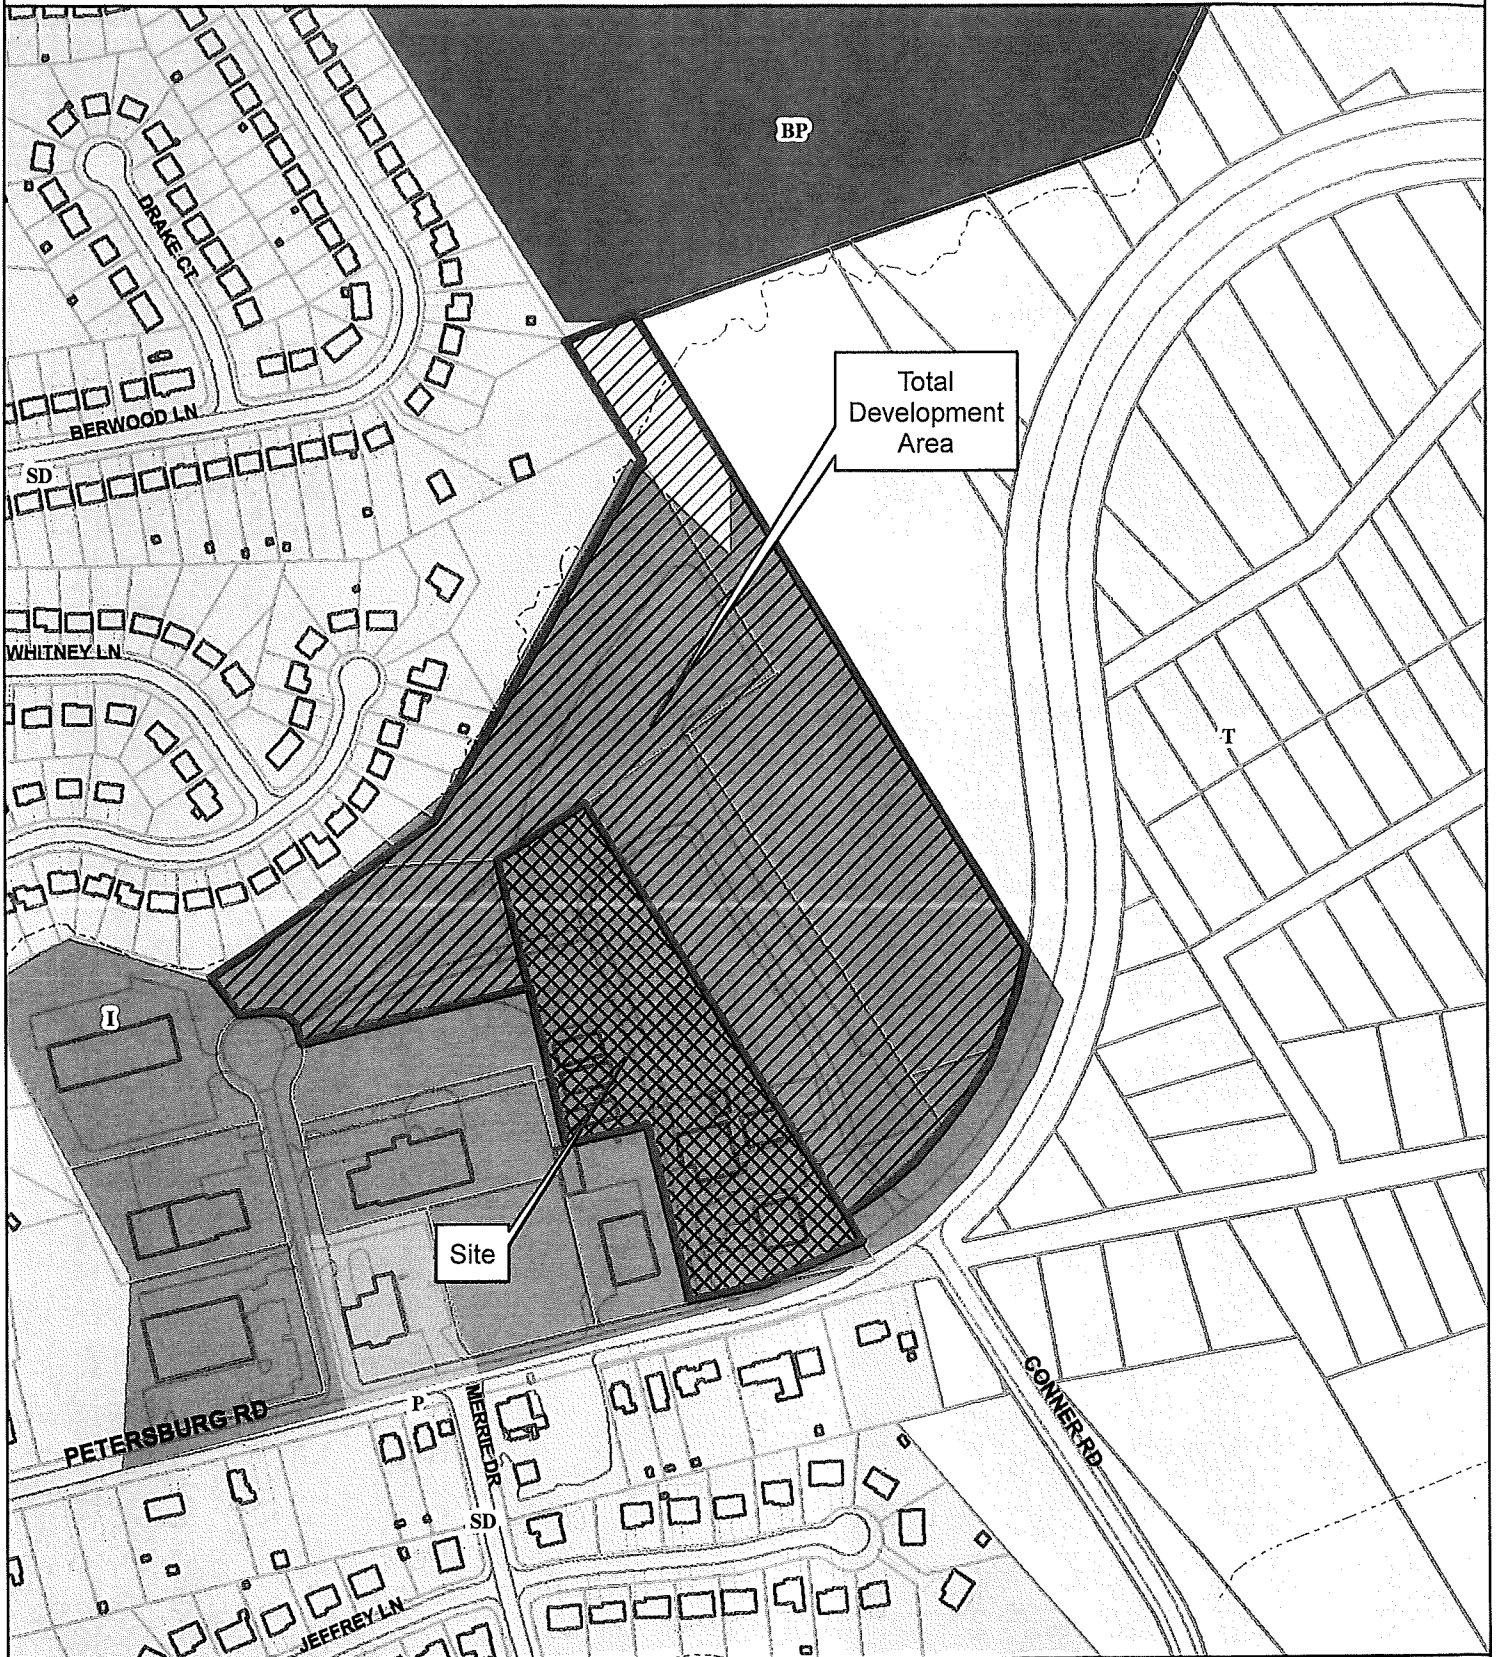 BP
DRAKE CT
Total
Development
Area
BERWOOD LN
SD
WHITNEY LN
T
I
Site
PETERSBURG RD
P
MERRIE DR
CONNER RD
SD
JEFFREY LN